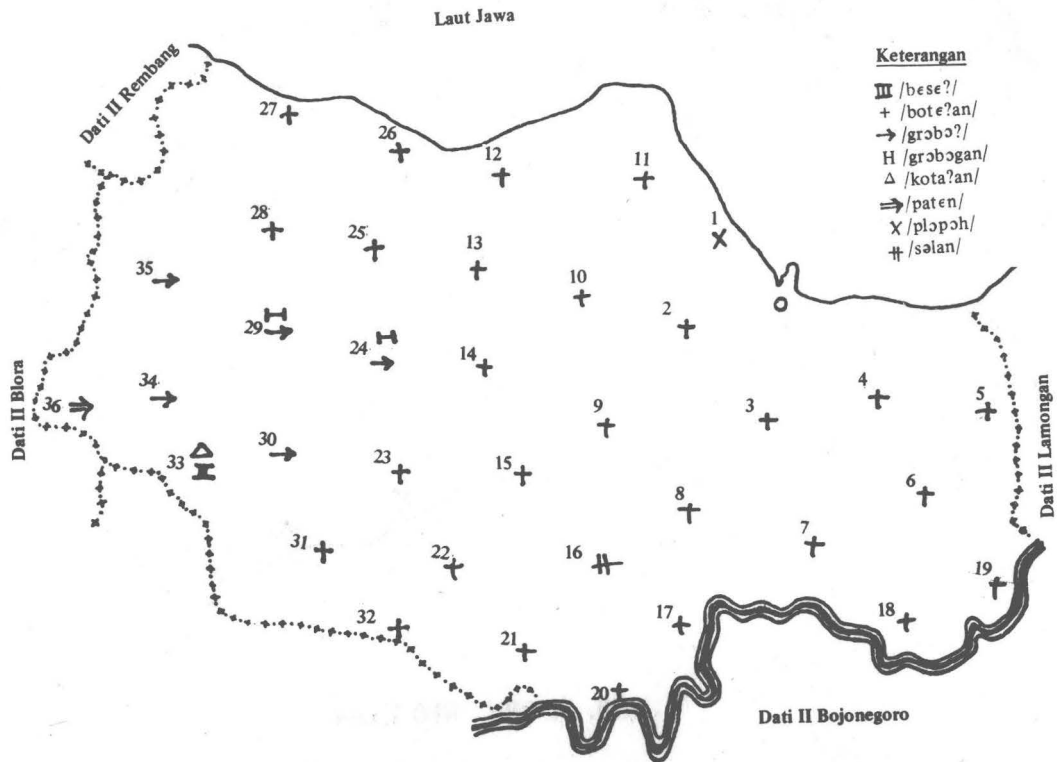 Laut Jawa
Keterangan
/bɛsɛʔ/
+ /botɛʔan/
→ /grɔbɔʔ/
H /grɔbɔgan/
Δ /kotaʔan/
⇒ /patɛn/
X /plɔpɔh/
/səlan/
Dati II Rembang
Dati II Blora
Dati II Lamongan
Dati II Bojonegoro
27
26
12
11
28
25
13
1
35
10
2
29
24
14
36
34
9
3
4
5
33
30
23
15
8
6
31
22
16
7
19
32
21
17
18
20